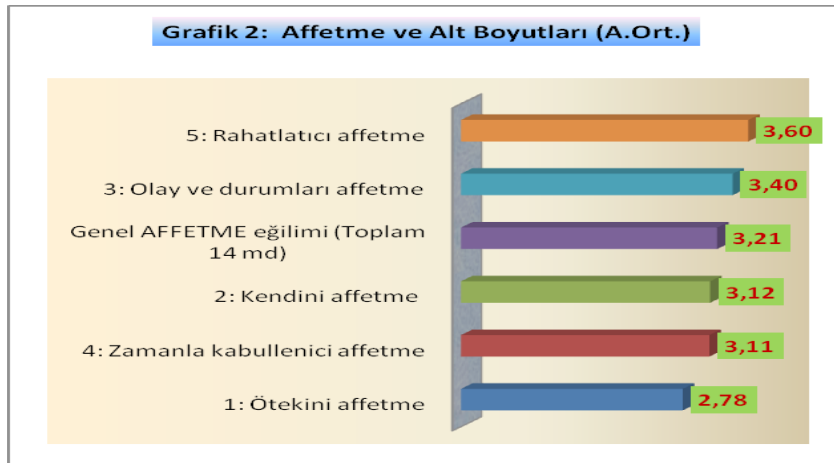 Grafik 2: Affetme ve Alt Boyutları (A.Ort.)
5: Rahatlatıcı affetme 3,60
3: Olay ve durumları affetme 3,40
Genel AFFETME eğilimi (Toplam
14 md) 3,21
2: Kendini affetme 3,12
4: Zamanla kabullenici affetme 3,11
1: Ötekini affetme 2,78